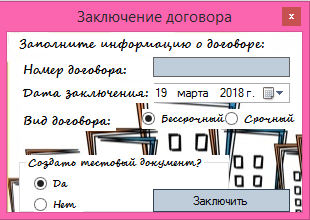 Заключение договора
x
Заполните информацию о договоре:
Номер договора:
Дата заключения: 19 марта 2018 г.
Вид договора: Бессрочный Срочный
Создать тестовый документ?
Да
Нет Заключить